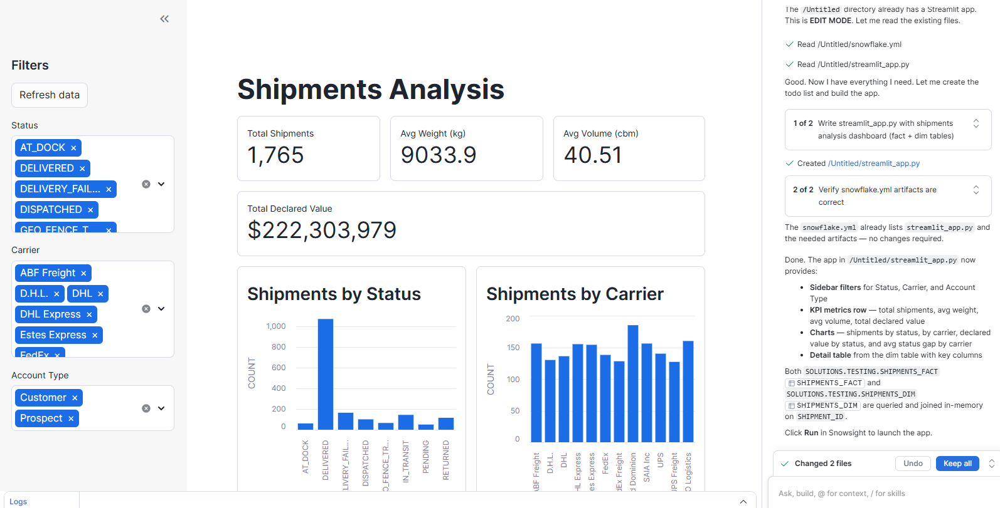 Filters
Refresh data
Status
AT_DOCK ×
DELIVERED ×
DELIVERY_FAIL... ×
DISPATCHED ×
GEO_FENCE_T... ×
Carrier
ABF Freight ×
D.H.L. × DHL ×
DHL Express ×
Estes Express ×
FedEx ×
Account Type
Customer ×
Prospect ×
Shipments Analysis
Total Shipments
1,765
Avg Weight (kg)
9033.9
Avg Volume (cbm)
40.51
Total Declared Value
$222,303,979
Shipments by Status
1,000
800
600
400
200
0
COUNT
AT_DOCK
DELIVERED
LIVERY_FAIL...
DISPATCHED
O_FENCE_TR...
IN_TRANSIT
PENDING
RETURNED
Shipments by Carrier
200
150
100
50
0
COUNT
ABF Freight
D.H.L.
DHL
HL Express
es Express
FedEx
dEx Freight
d Dominion
SAIA Inc
UPS
UPS Freight
O Logistics
Logs
The /Untitled directory already has a Streamlit app.
This is EDIT MODE. Let me read the existing files.
Read /Untitled/snowflake.yml
Read /Untitled/streamlit_app.py
Good. Now I have everything I need. Let me create the
todo list and build the app.
1 of 2 Write streamlit_app.py with shipments
analysis dashboard (fact + dim tables)
Created /Untitled/streamlit_app.py
2 of 2 Verify snowflake.yml artifacts are
correct
The snowflake.yml already lists streamlit_app.py and
the needed artifacts — no changes required.
Done. The app in /Untitled/streamlit_app.py now
provides:
• Sidebar filters for Status, Carrier, and Account
Type
• KPI metrics row — total shipments, avg weight,
avg volume, total declared value
• Charts — shipments by status, by carrier, declared
value by status, and avg status gap by carrier
• Detail table from the dim table with key columns
Both SOLUTIONS.TESTING.SHIPMENTS_FACT
SHIPMENTS_FACT and
SOLUTIONS.TESTING.SHIPMENTS_DIM
SHIPMENTS_DIM are queried and joined in-memory
on SHIPMENT_ID.
Click Run in Snowsight to launch the app.
Changed 2 files
Undo
Keep all
Ask, build, @ for context, / for skills